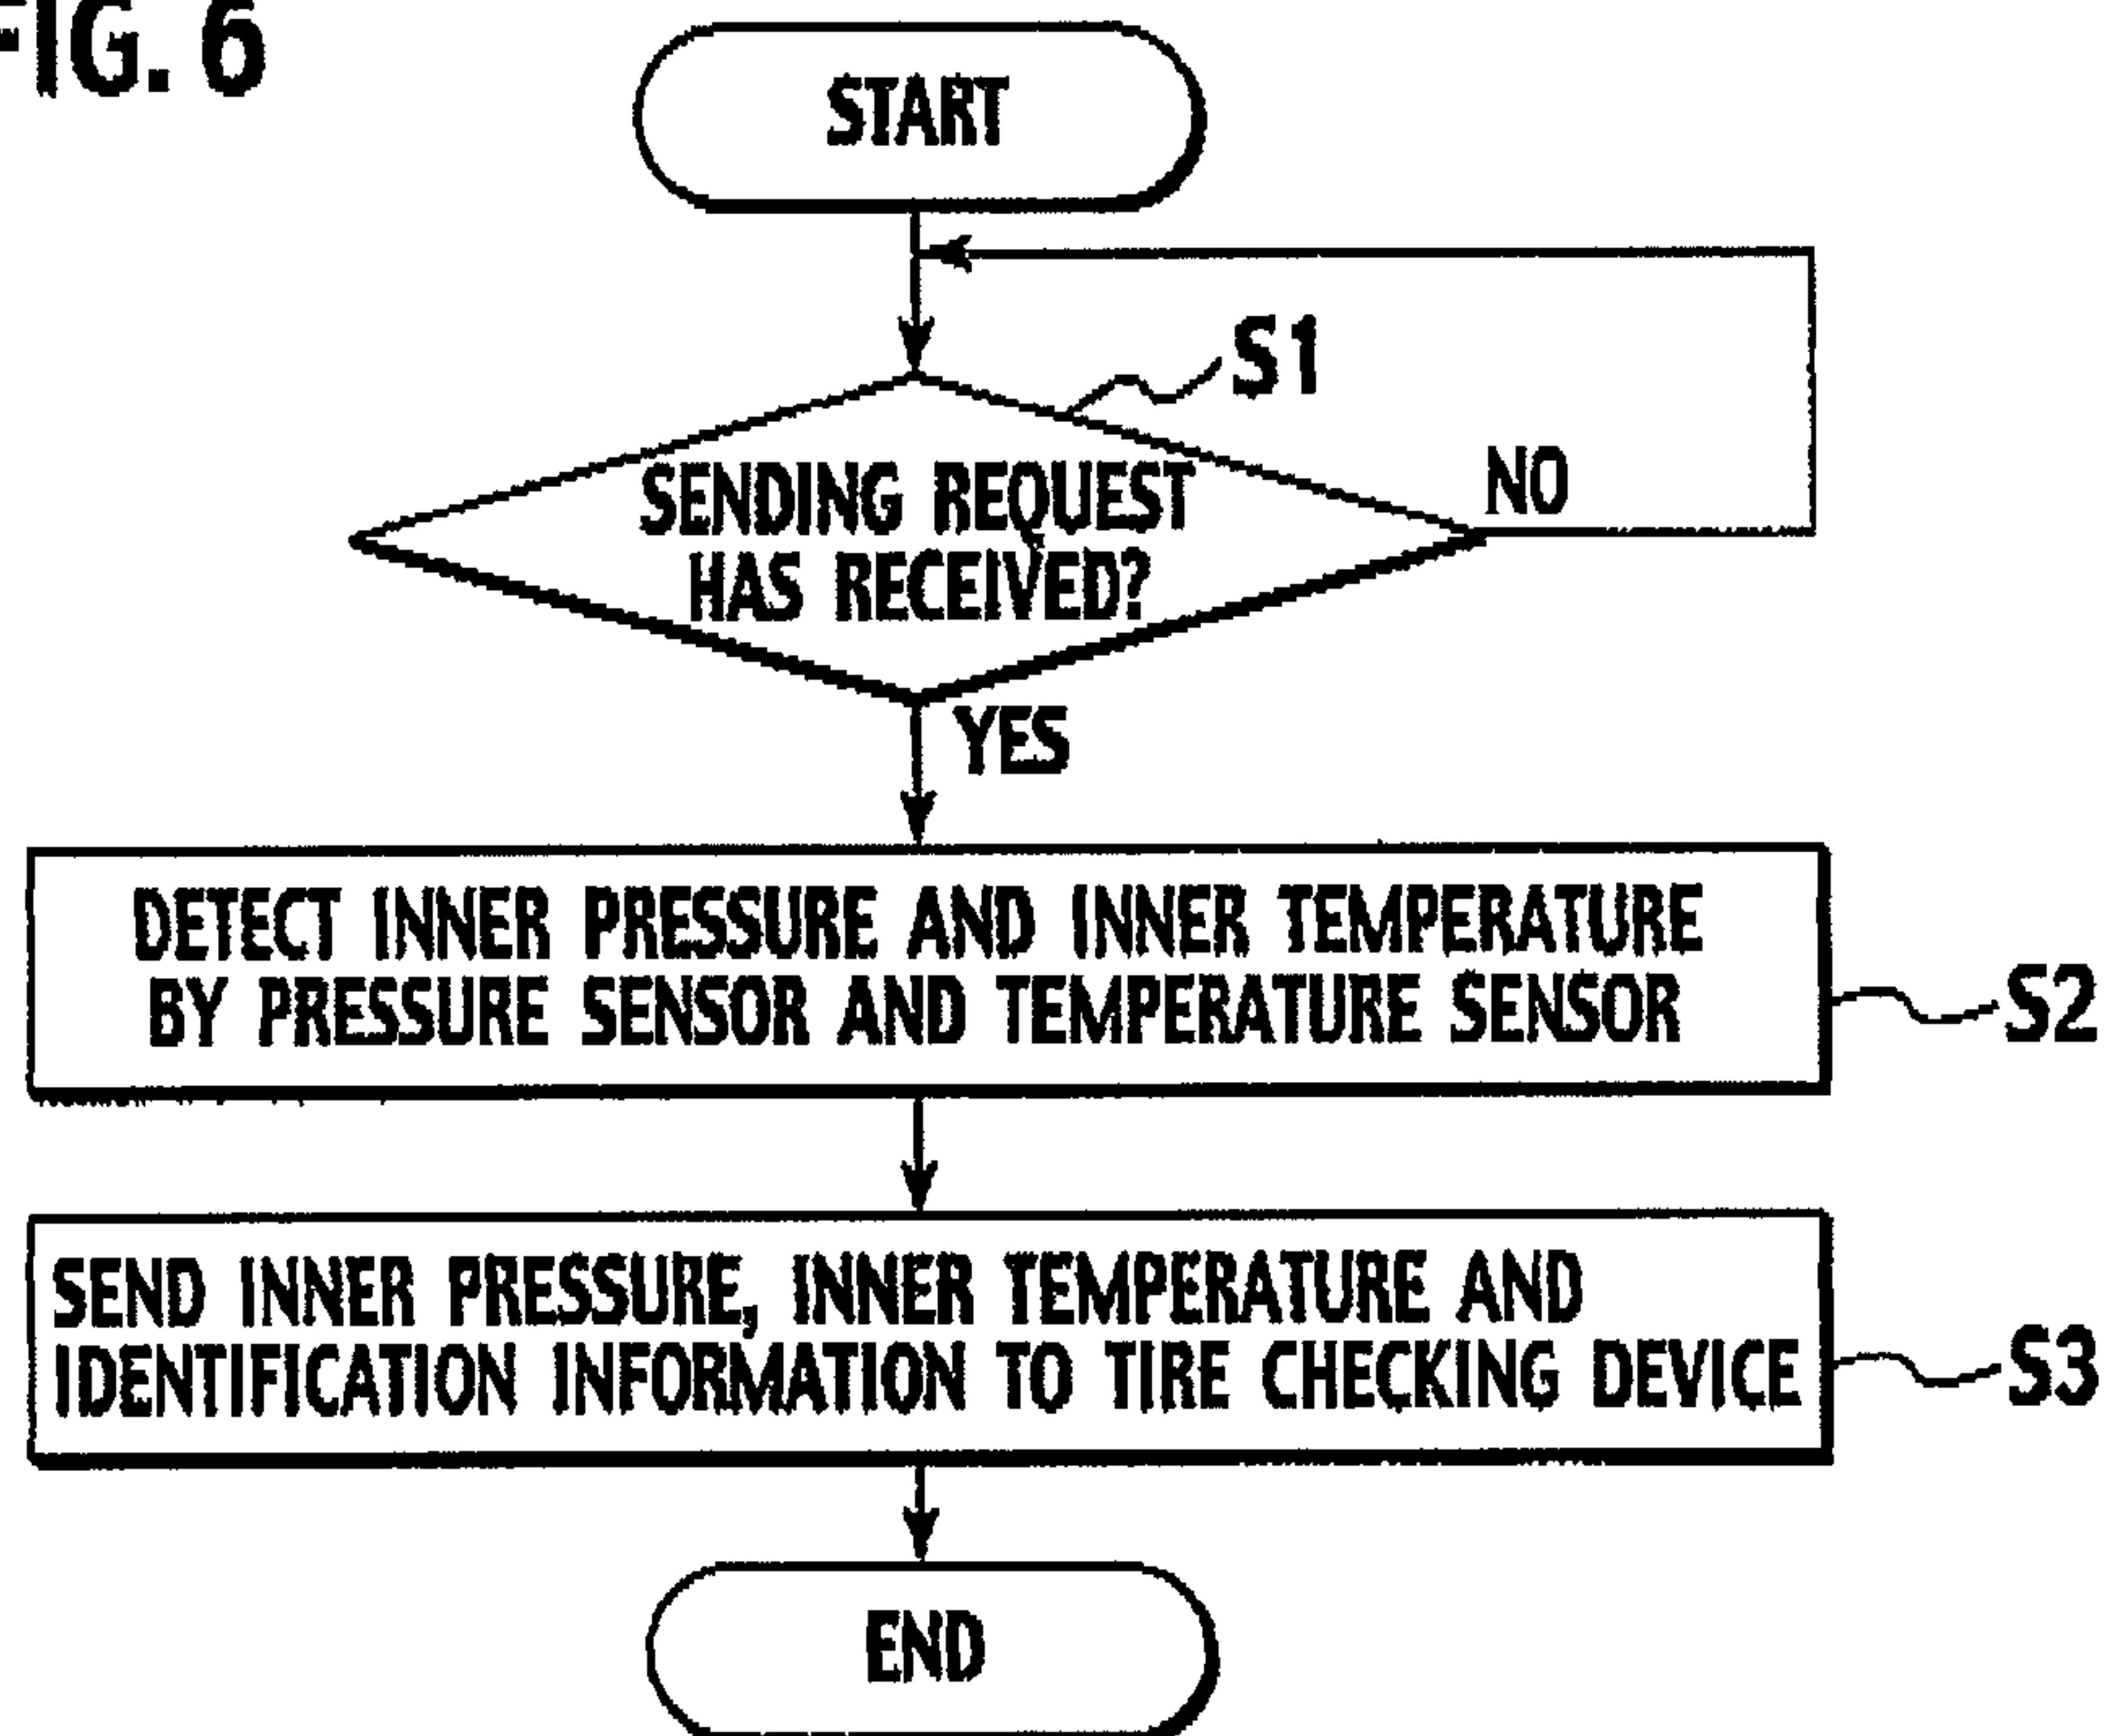 FIG. 6
START
S1
SENDING REQUEST
HAS RECEIVED?
NO
YES
DETECT INNER PRESSURE AND INNER TEMPERATURE
BY PRESSURE SENSOR AND TEMPERATURE SENSOR
S2
SEND INNER PRESSURE, INNER TEMPERATURE AND
IDENTIFICATION INFORMATION TO TIRE CHECKING DEVICE
S3
END